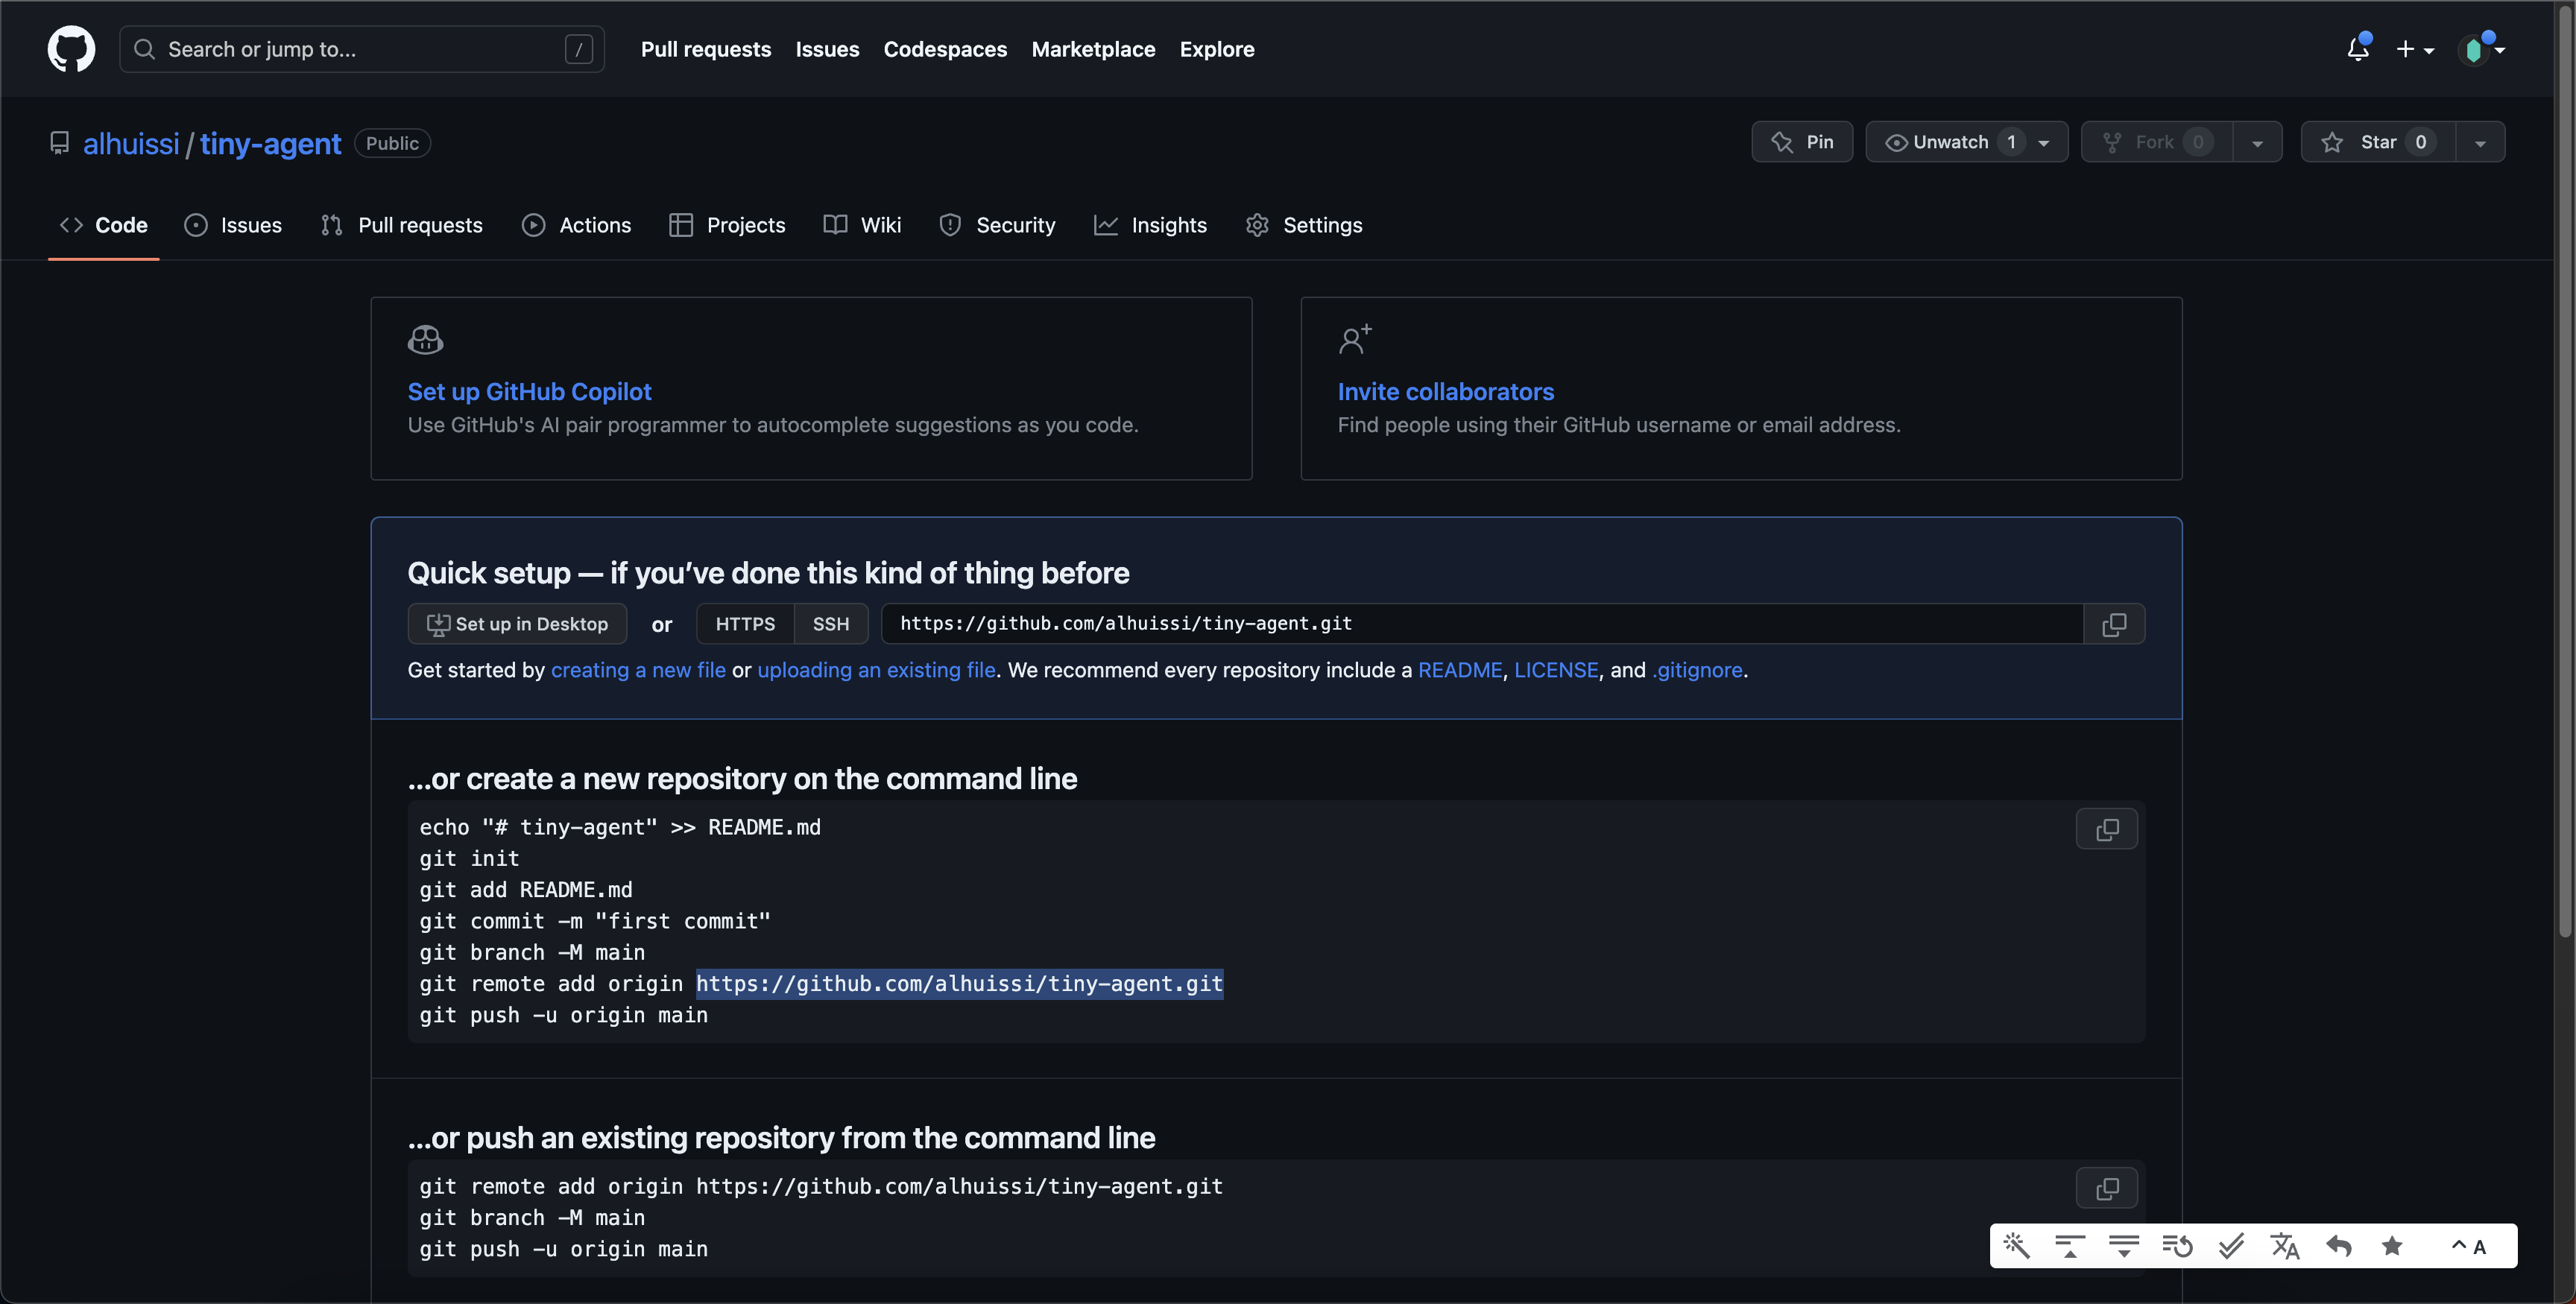 Search or jump to...
/
Pull requests
Issues
Codespaces
Marketplace
Explore
alhuissi / tiny-agent
Public
Pin
Unwatch 1
Fork 0
Star 0
Code
Issues
Pull requests
Actions
Projects
Wiki
Security
Insights
Settings
Set up GitHub Copilot
Use GitHub's AI pair programmer to autocomplete suggestions as you code.
Invite collaborators
Find people using their GitHub username or email address.
Quick setup — if you’ve done this kind of thing before
Set up in Desktop
or
HTTPS
SSH
https://github.com/alhuissi/tiny-agent.git
Get started by creating a new file or uploading an existing file. We recommend every repository include a README, LICENSE, and .gitignore.
…or create a new repository on the command line
echo "# tiny-agent" >> README.md
git init
git add README.md
git commit -m "first commit"
git branch -M main
git remote add origin https://github.com/alhuissi/tiny-agent.git
git push -u origin main
…or push an existing repository from the command line
git remote add origin https://github.com/alhuissi/tiny-agent.git
git branch -M main
git push -u origin main
A